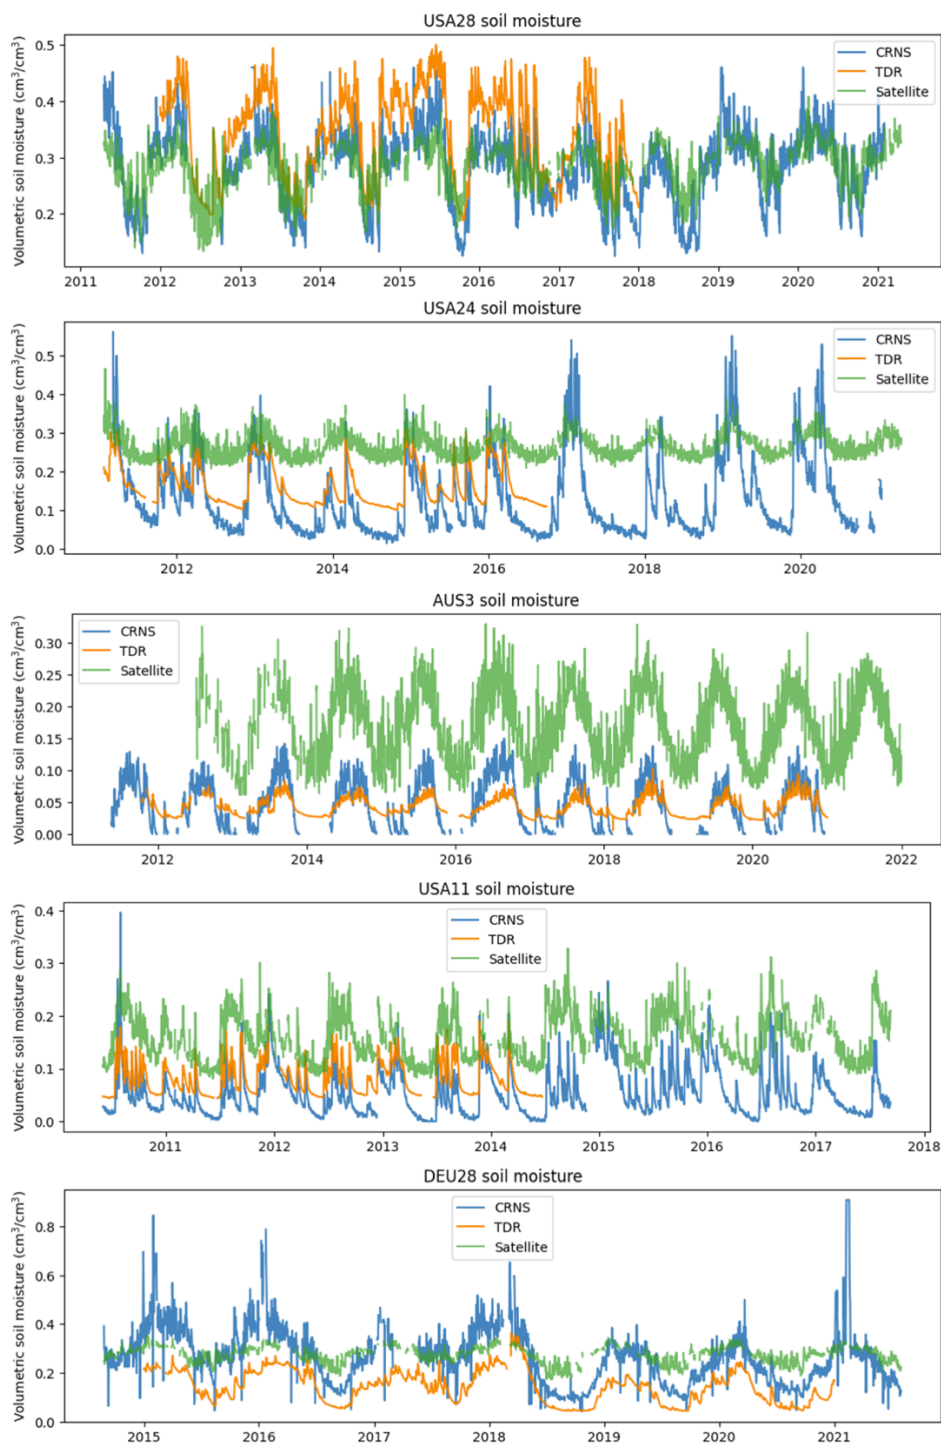 USA28 soil moisture
Volumetric soil moisture (cm³/cm³)
0.5
0.4
0.3
0.2
CRNS
TDR
Satellite
2011 2012 2013 2014 2015 2016 2017 2018 2019 2020 2021
USA24 soil moisture
Volumetric soil moisture (cm³/cm³)
0.5
0.4
0.3
0.2
0.1
0.0
CRNS
TDR
Satellite
2012 2014 2016 2018 2020
AUS3 soil moisture
Volumetric soil moisture (cm³/cm³)
0.30
0.25
0.20
0.15
0.10
0.05
0.00
CRNS
TDR
Satellite
2012 2014 2016 2018 2020 2022
USA11 soil moisture
Volumetric soil moisture (cm³/cm³)
0.4
0.3
0.2
0.1
0.0
CRNS
TDR
Satellite
2011 2012 2013 2014 2015 2016 2017 2018
DEU28 soil moisture
Volumetric soil moisture (cm³/cm³)
0.8
0.6
0.4
0.2
0.0
CRNS
TDR
Satellite
2015 2016 2017 2018 2019 2020 2021